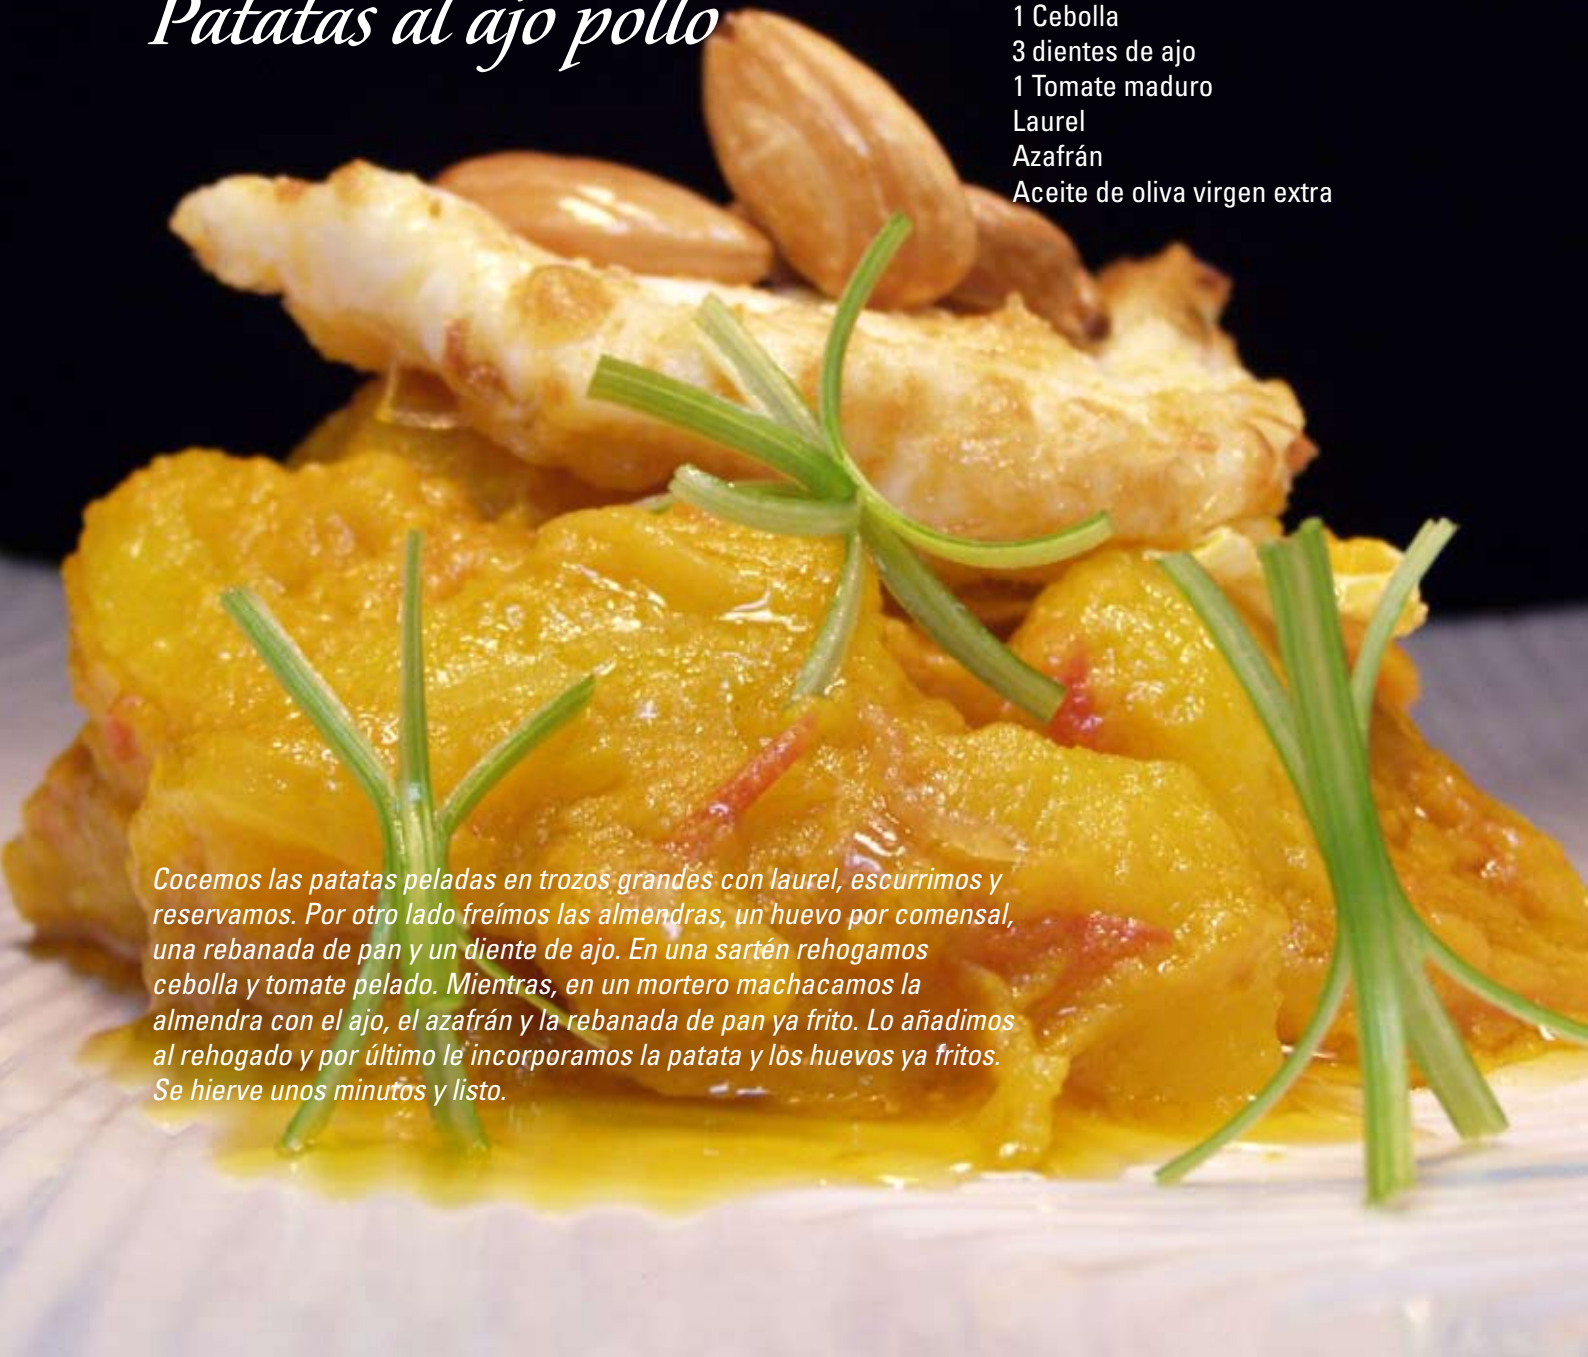 Patatas al ajo pollo
1 Cebolla
3 dientes de ajo
1 Tomate maduro
Laurel
Azafrán
Aceite de oliva virgen extra
Cocemos las patatas peladas en trozos grandes con laurel, escurrimos y
reservamos. Por otro lado freímos las almendras, un huevo por comensal,
una rebanada de pan y un diente de ajo. En una sartén rehogamos
cebolla y tomate pelado. Mientras, en un mortero machacamos la
almendra con el ajo, el azafrán y la rebanada de pan ya frito. Lo añadimos
al rehogado y por último le incorporamos la patata y los huevos ya fritos.
Se hierve unos minutos y listo.